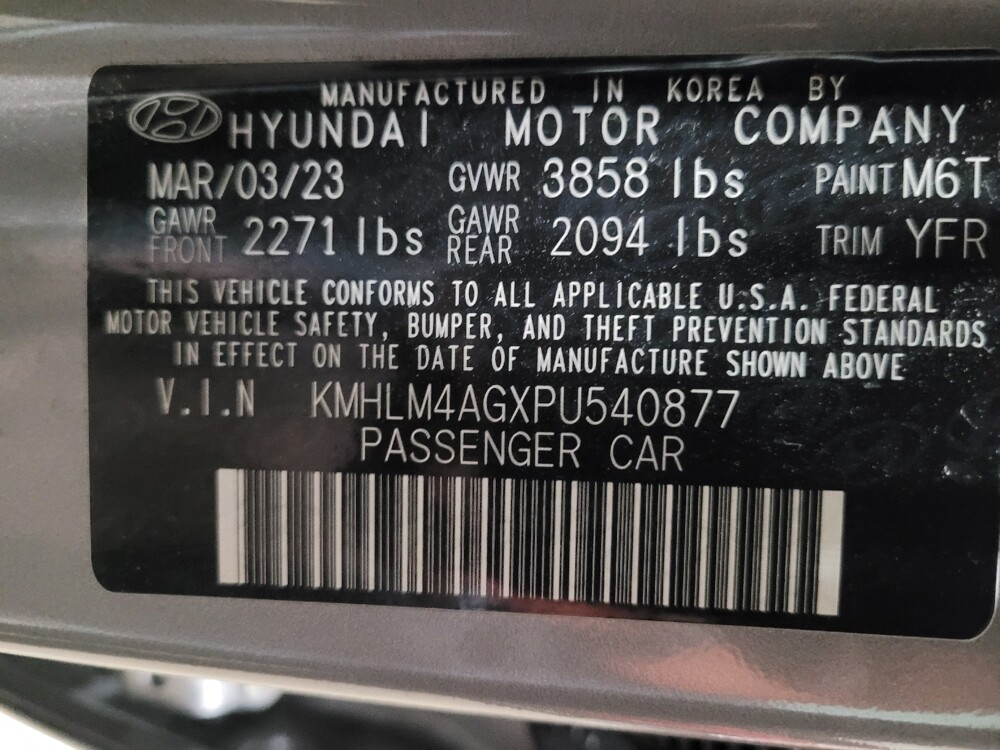 MANUFACTURED IN KOREA BY
HYUNDAI MOTOR COMPANY
MAR/03/23 GVWR 3858 lbs PAINT M6T
GAWR FRONT 2271 lbs GAWR REAR 2094 lbs TRIM YFR
THIS VEHICLE CONFORMS TO ALL APPLICABLE U.S.A. FEDERAL
MOTOR VEHICLE SAFETY, BUMPER, AND THEFT PREVENTION STANDARDS
IN EFFECT ON THE DATE OF MANUFACTURE SHOWN ABOVE
V.I.N KMHLM4AGXPU540877
PASSENGER CAR